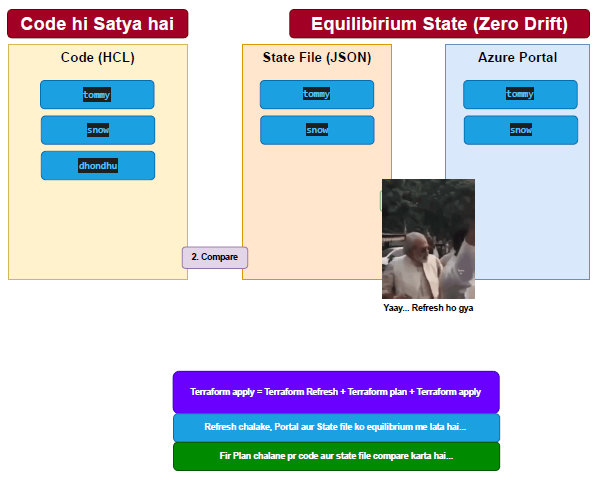 Code hi Satya hai
Equilibirium State (Zero Drift)
Code (HCL)
State File (JSON)
Azure Portal
tommy
tommy
tommy
snow
snow
snow
dhondhu
2. Compare
Yaay... Refresh ho gya
Terraform apply = Terraform Refresh + Terraform plan + Terraform apply
Refresh chalake, Portal aur State file ko equilibrium me lata hai...
Fir Plan chalane pr code aur state file compare karta hai...